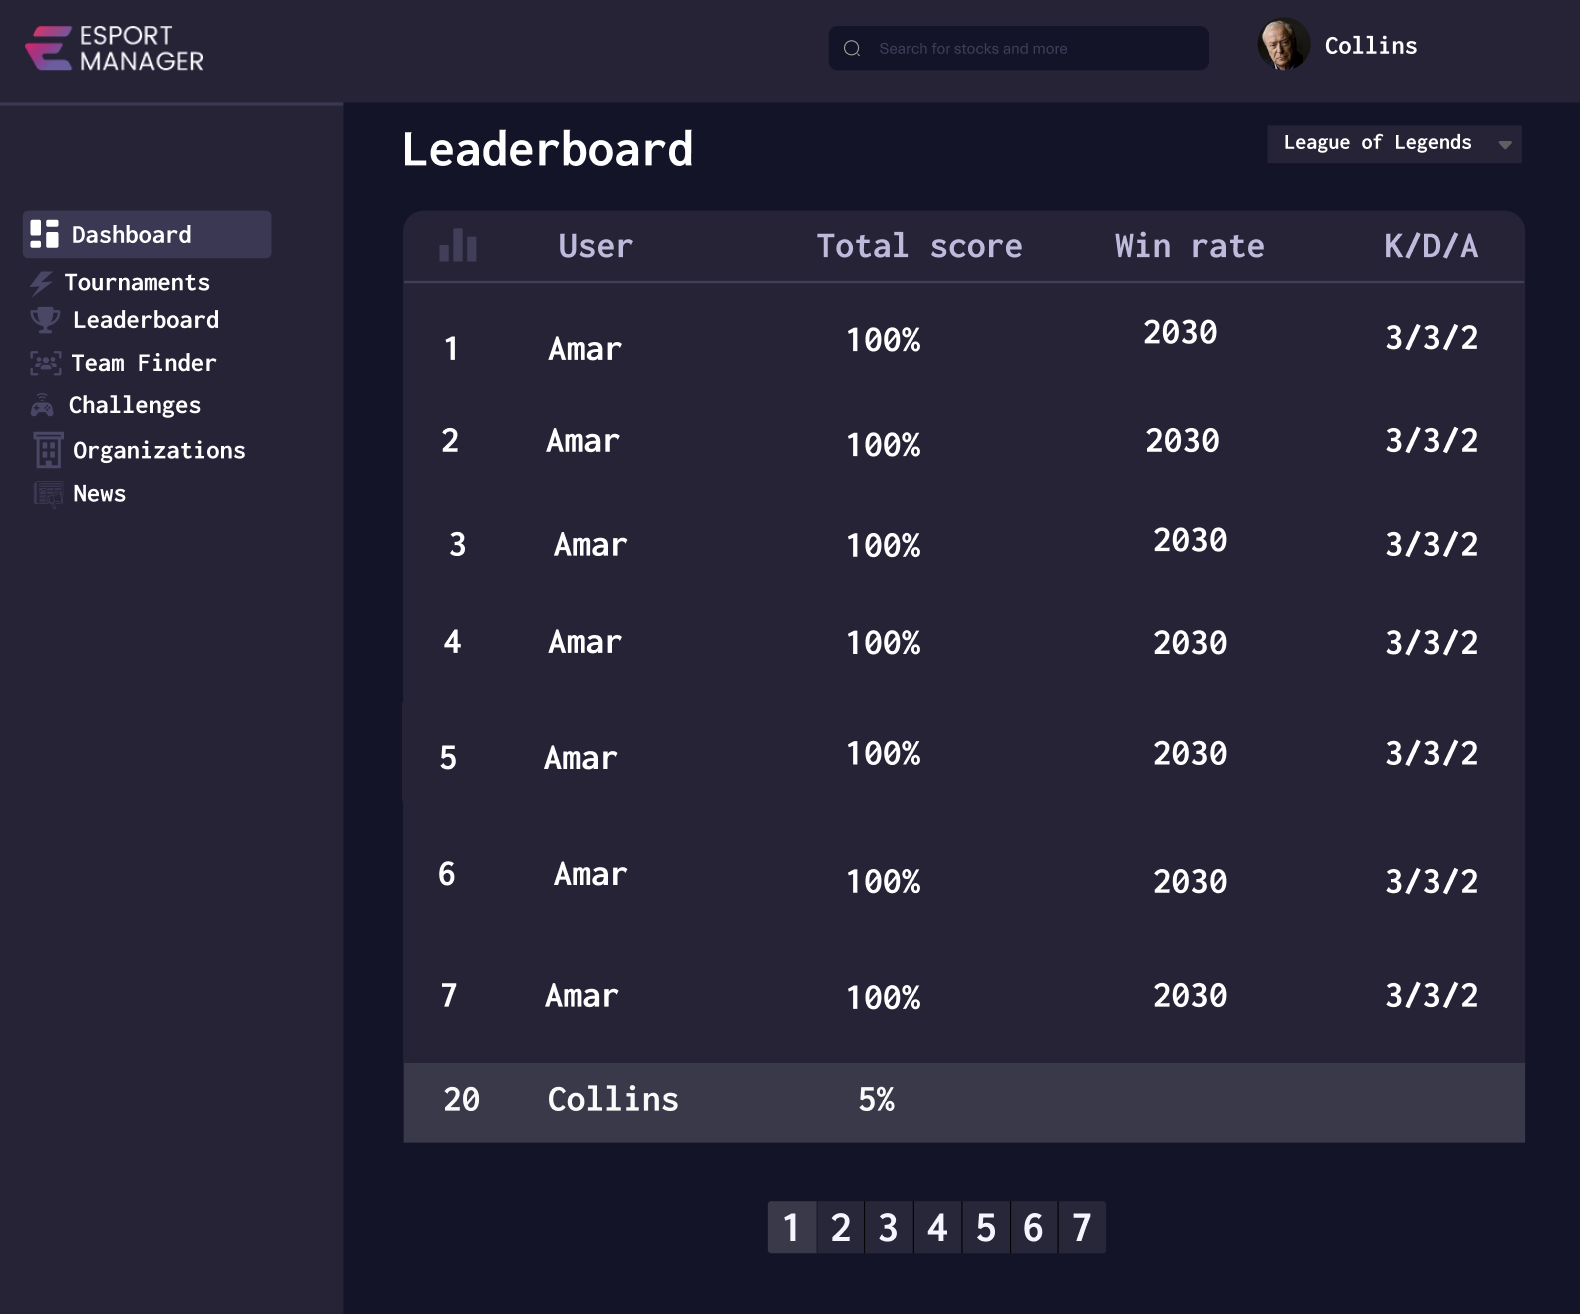 ESPORT
MANAGER
Search for stocks and more
Collins
Leaderboard
League of Legends
Dashboard
Tournaments
Leaderboard
Team Finder
Challenges
Organizations
News
User Total score Win rate K/D/A
1 Amar 100% 2030 3/3/2
2 Amar 100% 2030 3/3/2
3 Amar 100% 2030 3/3/2
4 Amar 100% 2030 3/3/2
5 Amar 100% 2030 3/3/2
6 Amar 100% 2030 3/3/2
7 Amar 100% 2030 3/3/2
20 Collins 5%
1 2 3 4 5 6 7